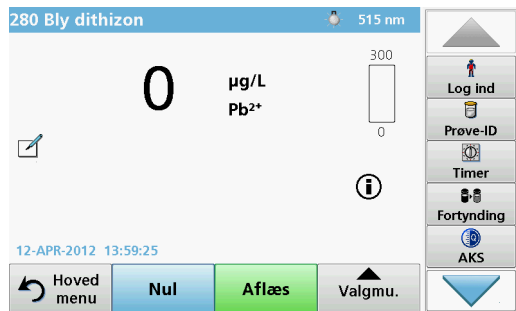 280 Bly dithizon
515 nm
0
µg/L
Pb²⁺
300
0
12-APR-2012 13:59:25
Hoved
menu
Nul
Aflæs
Valgmu.
Log ind
Prøve-ID
Timer
Fortynding
AKS